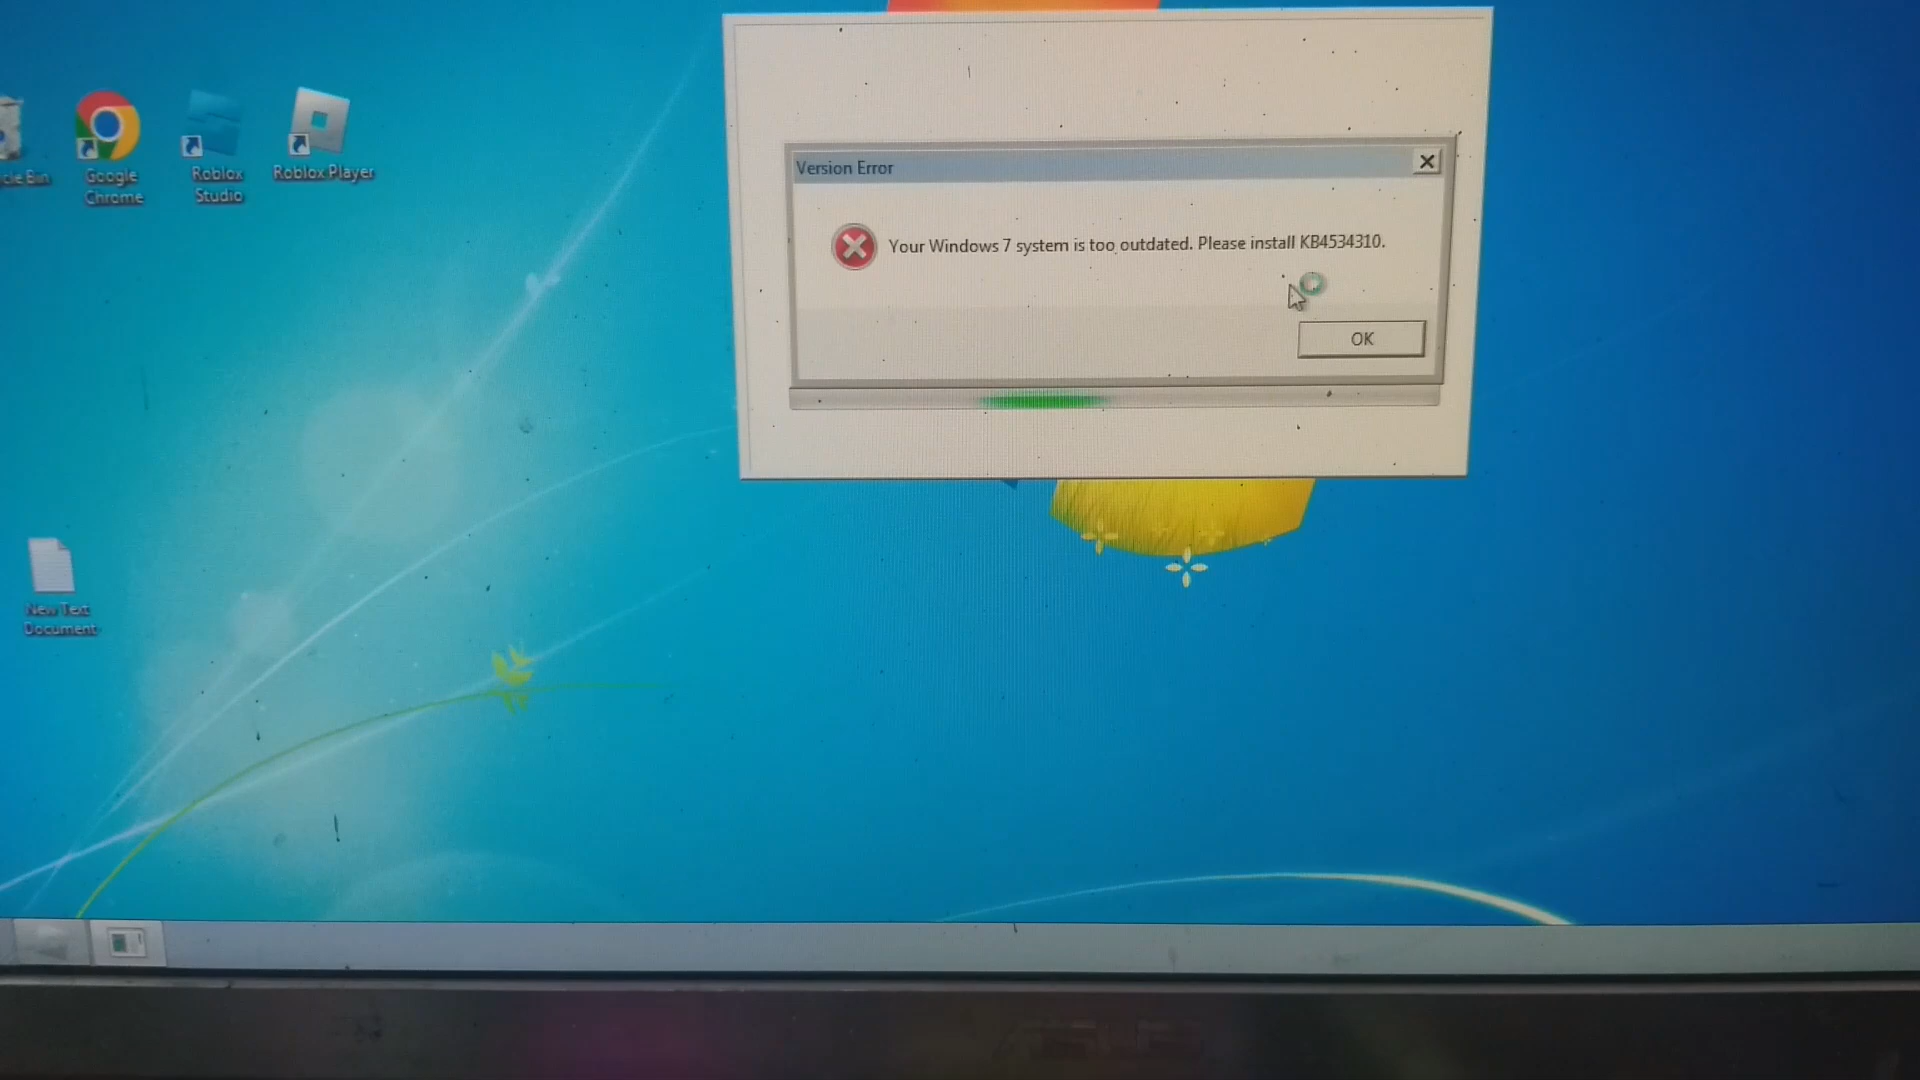 Version Error
Your Windows 7 system is too outdated. Please install KB4534310.
OK
cle Bin
Google
Chrome
Roblox
Studio
Roblox Player
New Text
Document